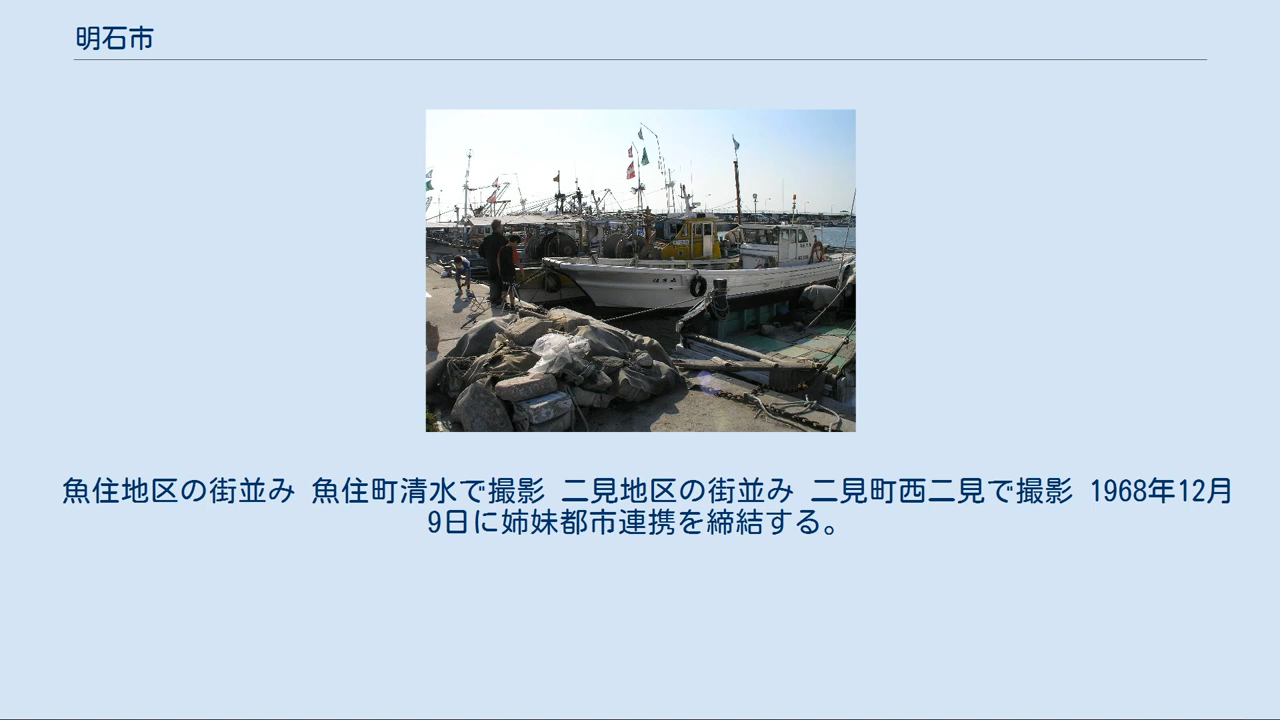 明石市
魚住地区の街並み 魚住町清水で撮影 二見地区の街並み 二見町西二見で撮影 1968年12月
9日に姉妹都市連携を締結する。